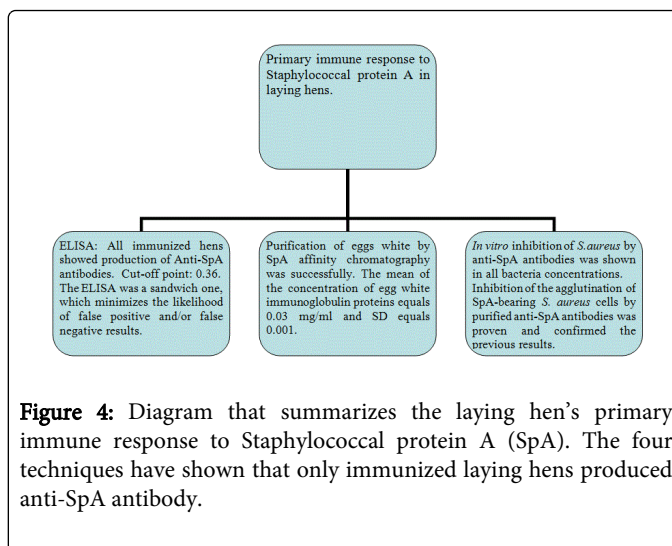 Primary immune response to
Staphylococcal protein A in
laying hens.
ELISA: All immunized hens
showed production of Anti-SpA
antibodies. Cut-off point: 0.36.
The ELISA was a sandwich one,
which minimizes the likelihood
of false positive and/or false
negative results.
Purification of eggs white by
SpA affinity chromatography
was successfully. The mean of
the concentration of egg white
immunoglobulin proteins equals
0.03 mg/ml and SD equals
0.001.
In vitro inhibition of S.aureus by
anti-SpA antibodies was shown
in all bacteria concentrations.
Inhibition of the agglutination of
SpA-bearing S. aureus cells by
purified anti-SpA antibodies was
proven and confirmed the
previous results.
Figure 4: Diagram that summarizes the laying hen's primary
immune response to Staphylococcal protein A (SpA). The four
techniques have shown that only immunized laying hens produced
anti-SpA antibody.